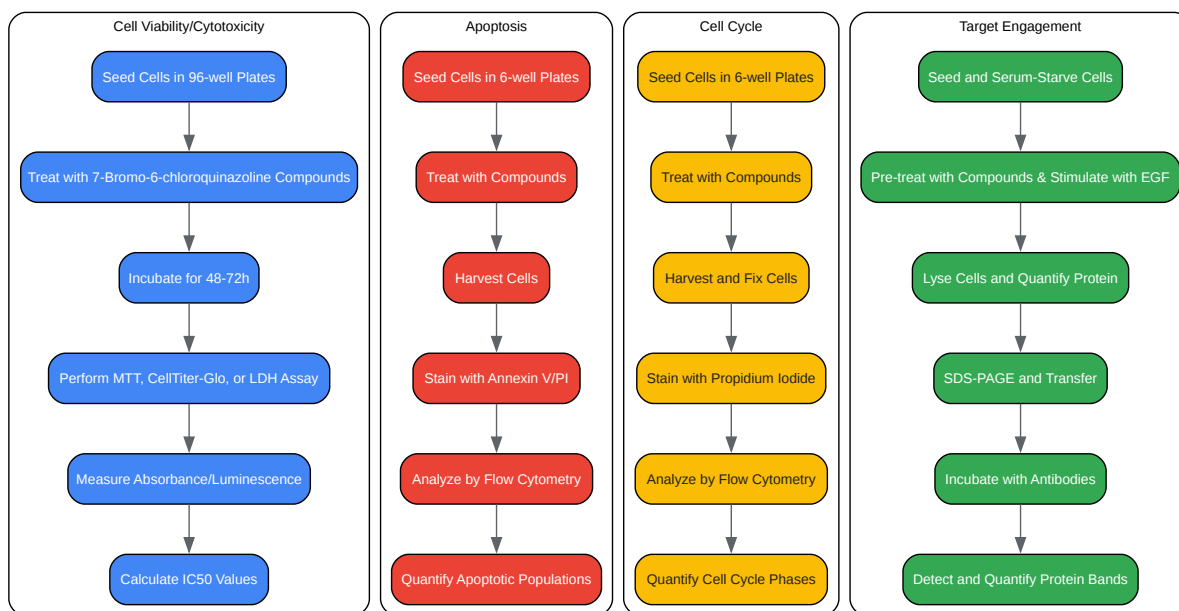 Cell Viability/Cytotoxicity
Seed Cells in 96-well Plates
Treat with 7-Bromo-6-chloroquinazoline Compounds
Incubate for 48-72h
Perform MTT, CellTiter-Glo, or LDH Assay
Measure Absorbance/Luminescence
Calculate IC50 Values
Apoptosis
Seed Cells in 6-well Plates
Treat with Compounds
Harvest Cells
Stain with Annexin V/PI
Analyze by Flow Cytometry
Quantify Apoptotic Populations
Cell Cycle
Seed Cells in 6-well Plates
Treat with Compounds
Harvest and Fix Cells
Stain with Propidium Iodide
Analyze by Flow Cytometry
Quantify Cell Cycle Phases
Target Engagement
Seed and Serum-Starve Cells
Pre-treat with Compounds & Stimulate with EGF
Lyse Cells and Quantify Protein
SDS-PAGE and Transfer
Incubate with Antibodies
Detect and Quantify Protein Bands